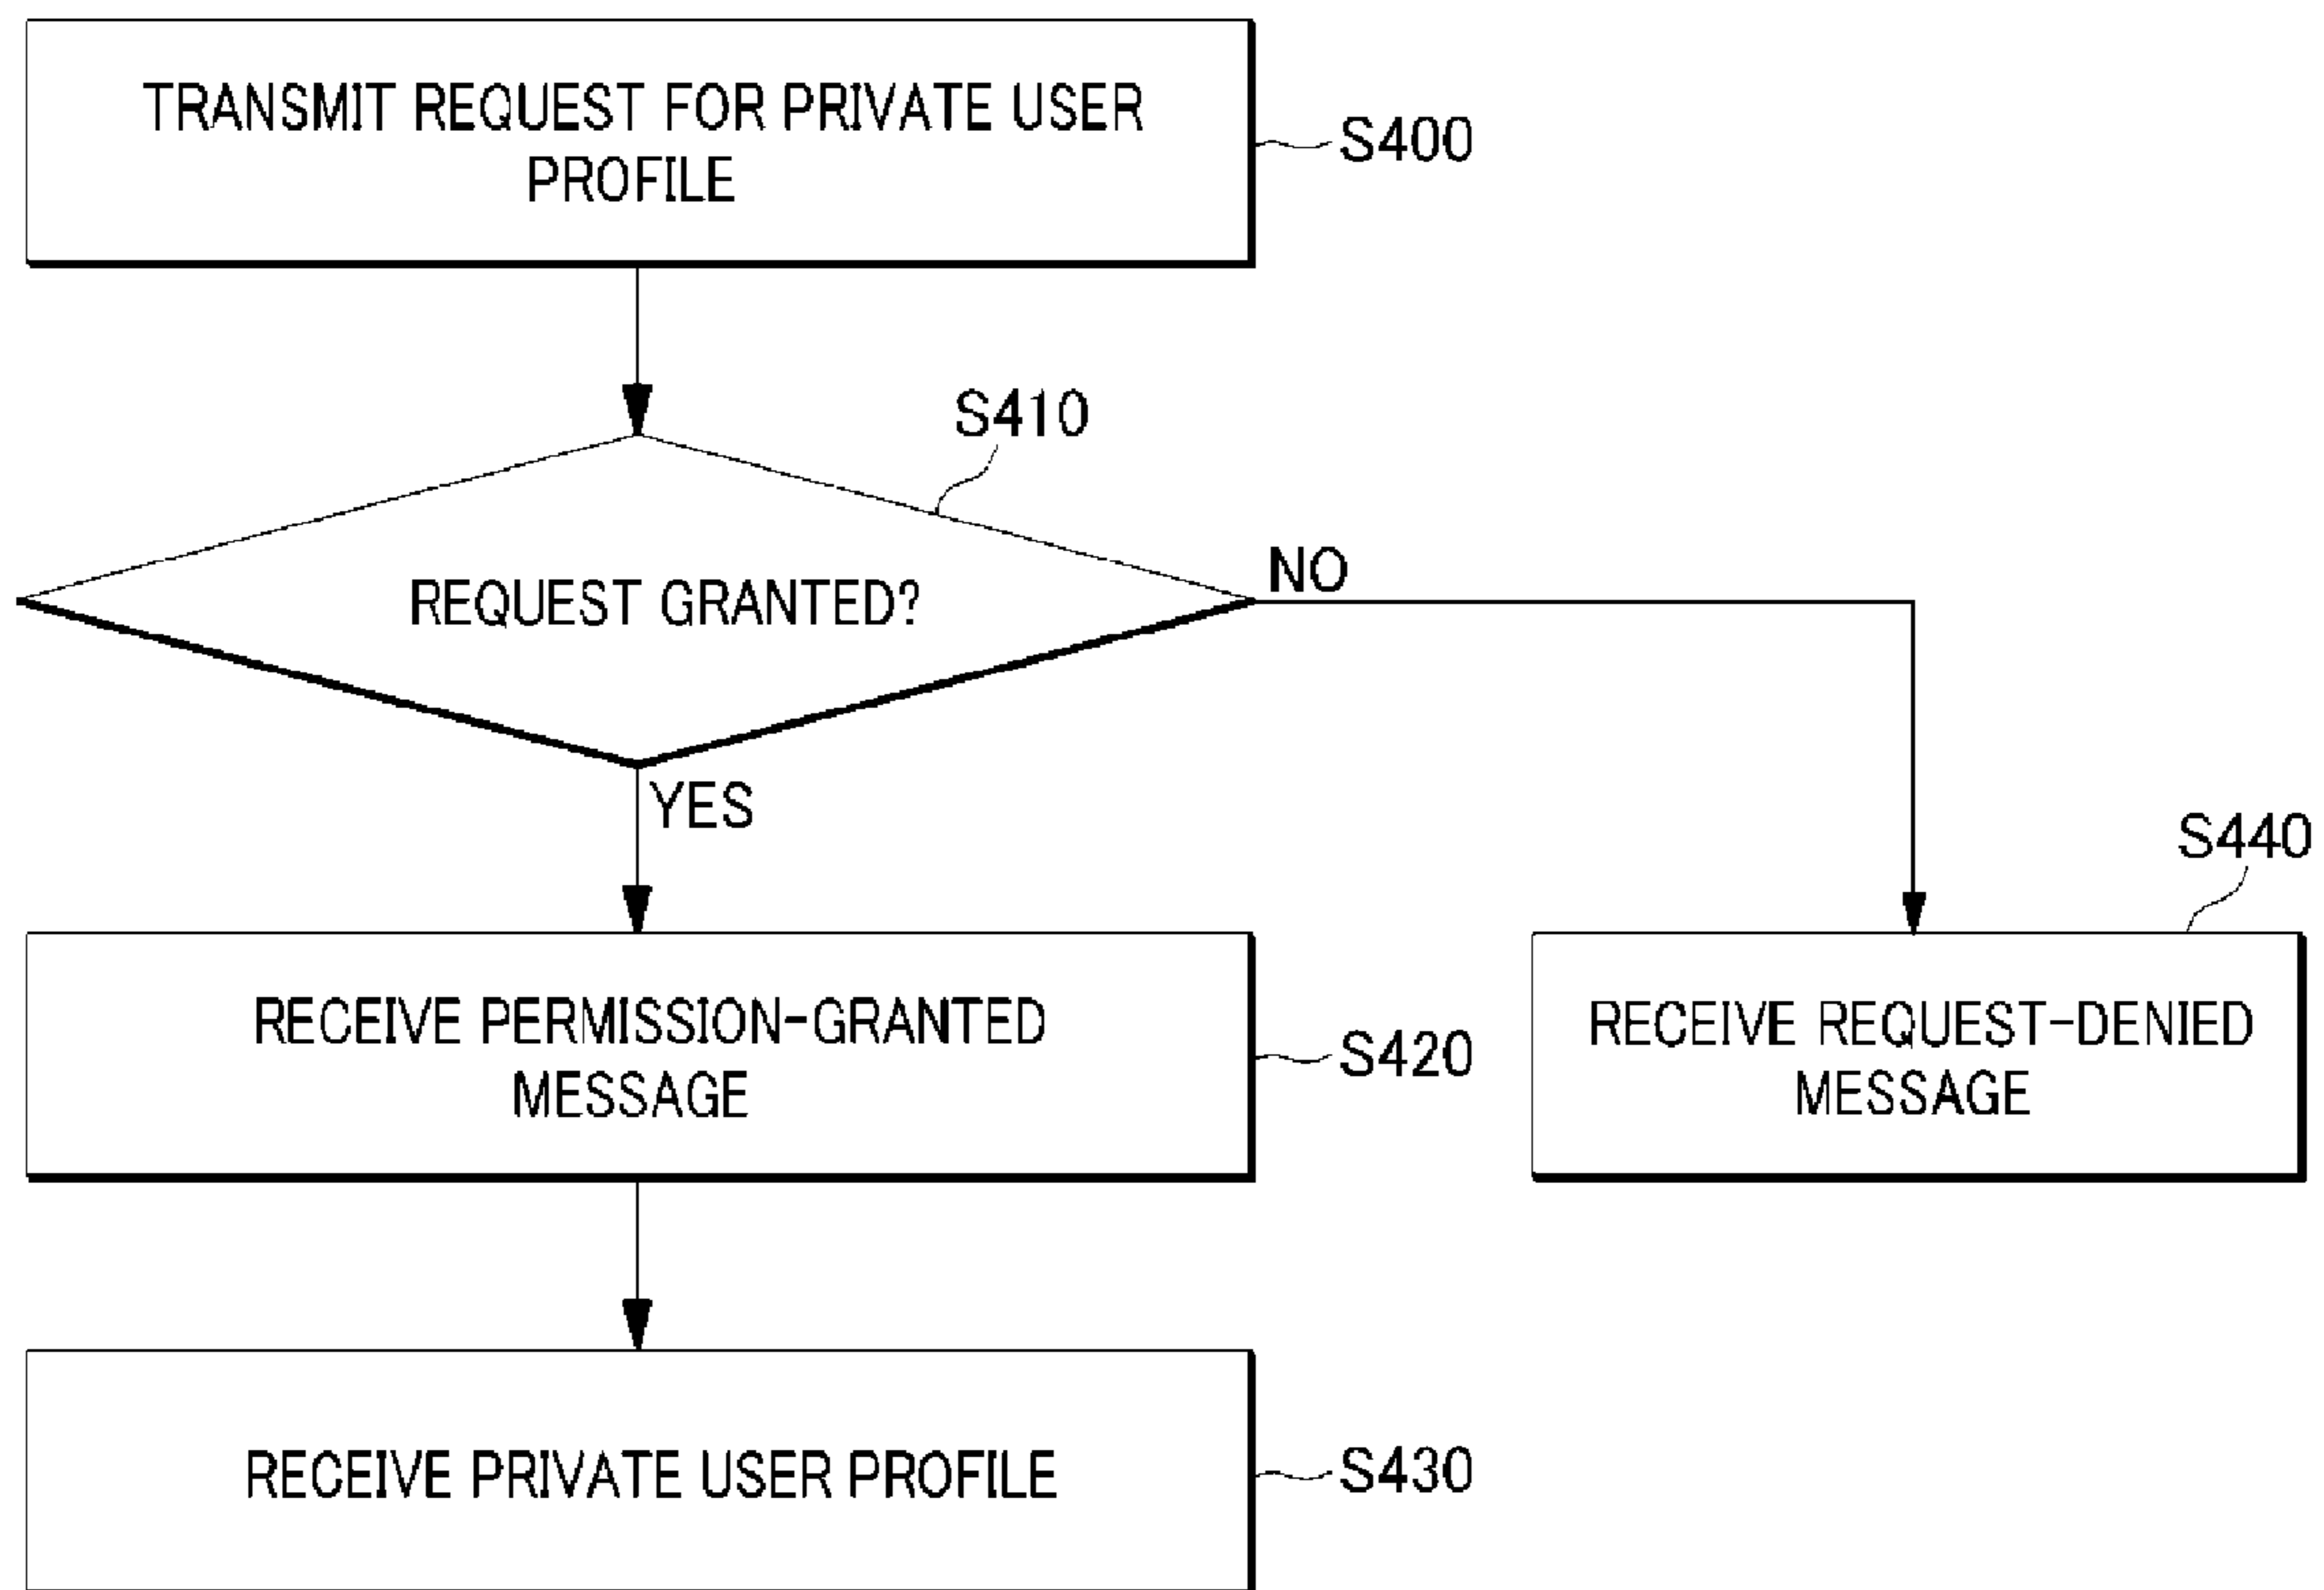 TRANSMIT REQUEST FOR PRIVATE USER
PROFILE
S400
S410
REQUEST GRANTED?
NO
YES
S440
RECEIVE PERMISSION-GRANTED
MESSAGE
S420
RECEIVE REQUEST-DENIED
MESSAGE
RECEIVE PRIVATE USER PROFILE
S430